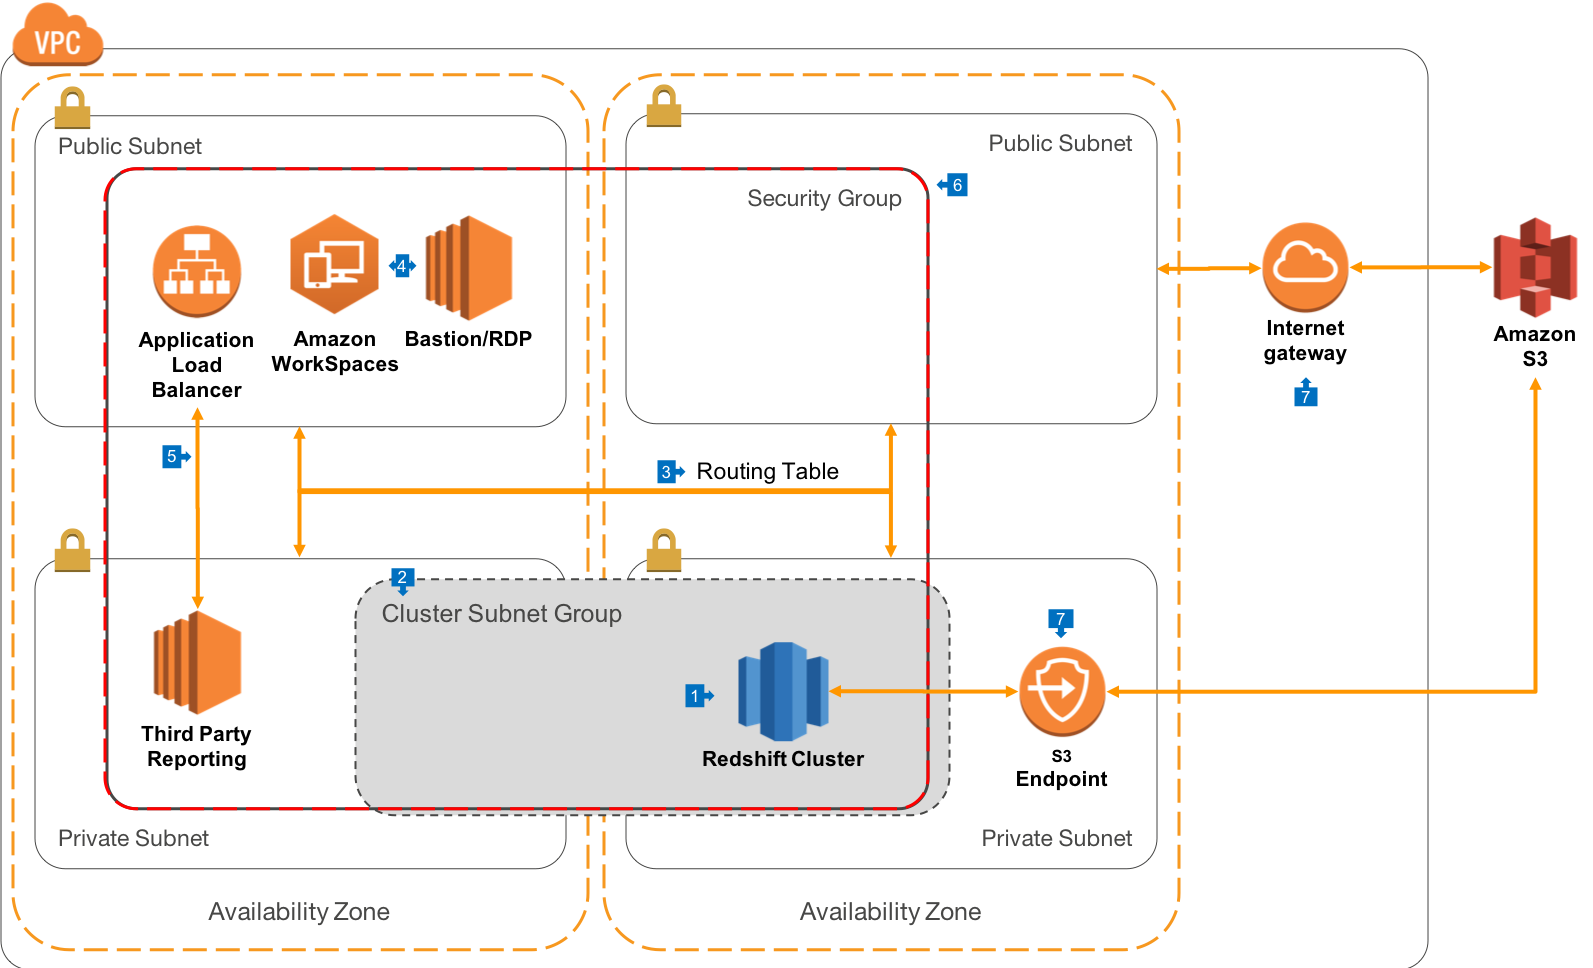 VPC
Public Subnet
Public Subnet
Security Group
6
4
Application
Load
Balancer
Amazon
WorkSpaces
Bastion/RDP
Internet
gateway
7
Amazon
S3
5
3
Routing Table
2
Cluster Subnet Group
7
1
Third Party
Reporting
Redshift Cluster
S3
Endpoint
Private Subnet
Private Subnet
Availability Zone
Availability Zone